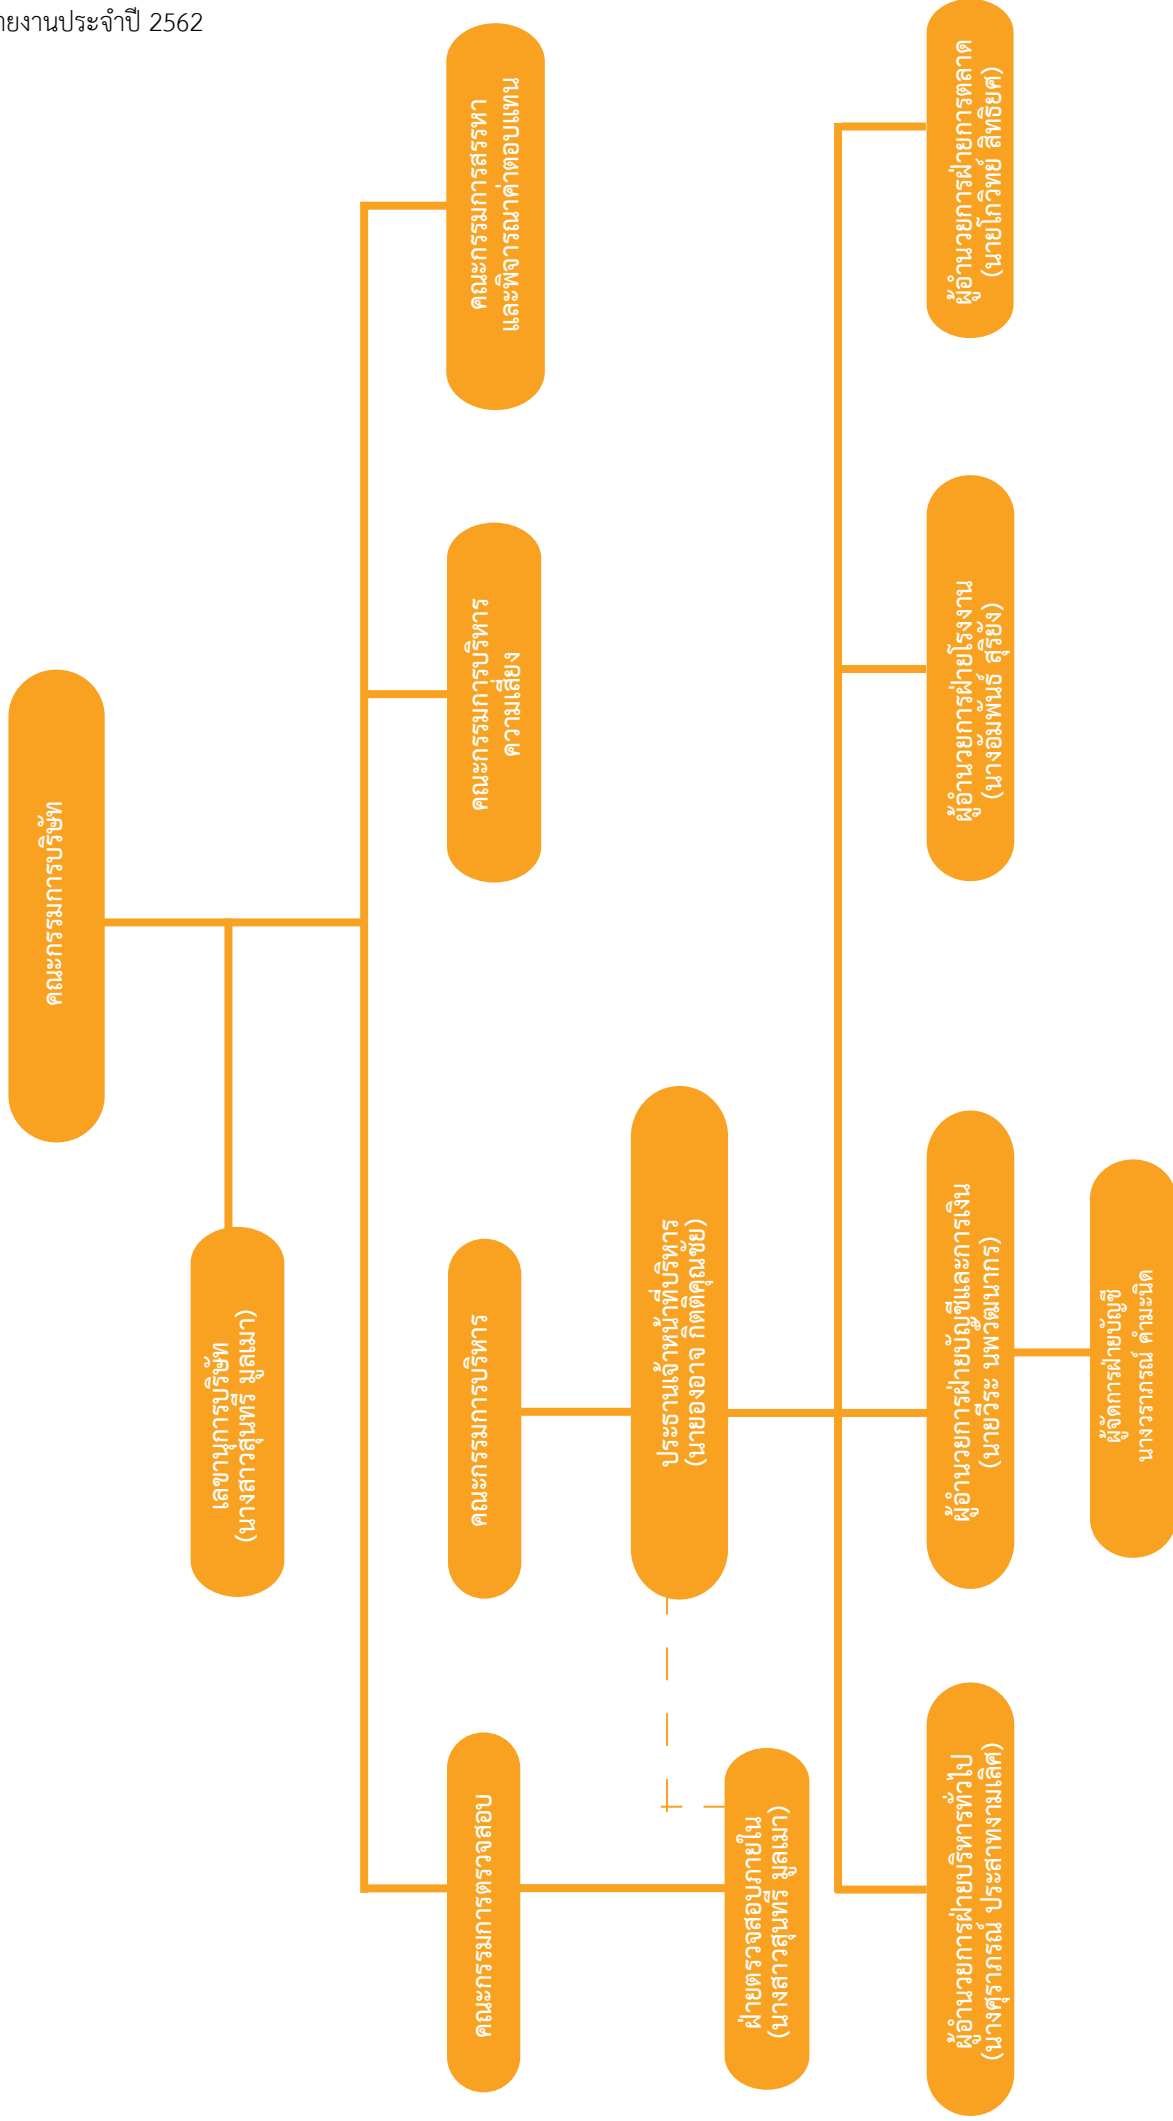 ายงานประจำปี 2562
คณะกรรมการบริษัท
เลขานุการบริษัท
(นางสาวสุนทรี มูลเมา)
คณะกรรมการตรวจสอบ
คณะกรรมการบริหาร
คณะกรรมการบริหาร
ความเสี่ยง
คณะกรรมการสรรหา
และพิจารณาค่าตอบแทน
ประธานเจ้าหน้าที่บริหาร
(นายองอาจ กิตติคุณชัย)
ฝ่ายตรวจสอบภายใน
(นางสาวสุนทรี มูลเมา)
ผู้อำนวยการฝ่ายบริหารทั่วไป
(นางศุราภรณ์ ประสาทงามเลิศ)
ผู้อำนวยการฝ่ายบัญชีและการเงิน
(นายวีระ นพวัฒนากร)
ผู้อำนวยการฝ่ายโรงงาน
(นางอัมพันธ์ สุริยัง)
ผู้อำนวยการฝ่ายการตลาด
(นายโกวิทย์ สิทธิยศ)
ผู้จัดการฝ่ายบัญชี
นางวราภรณ์ คำมะนิด